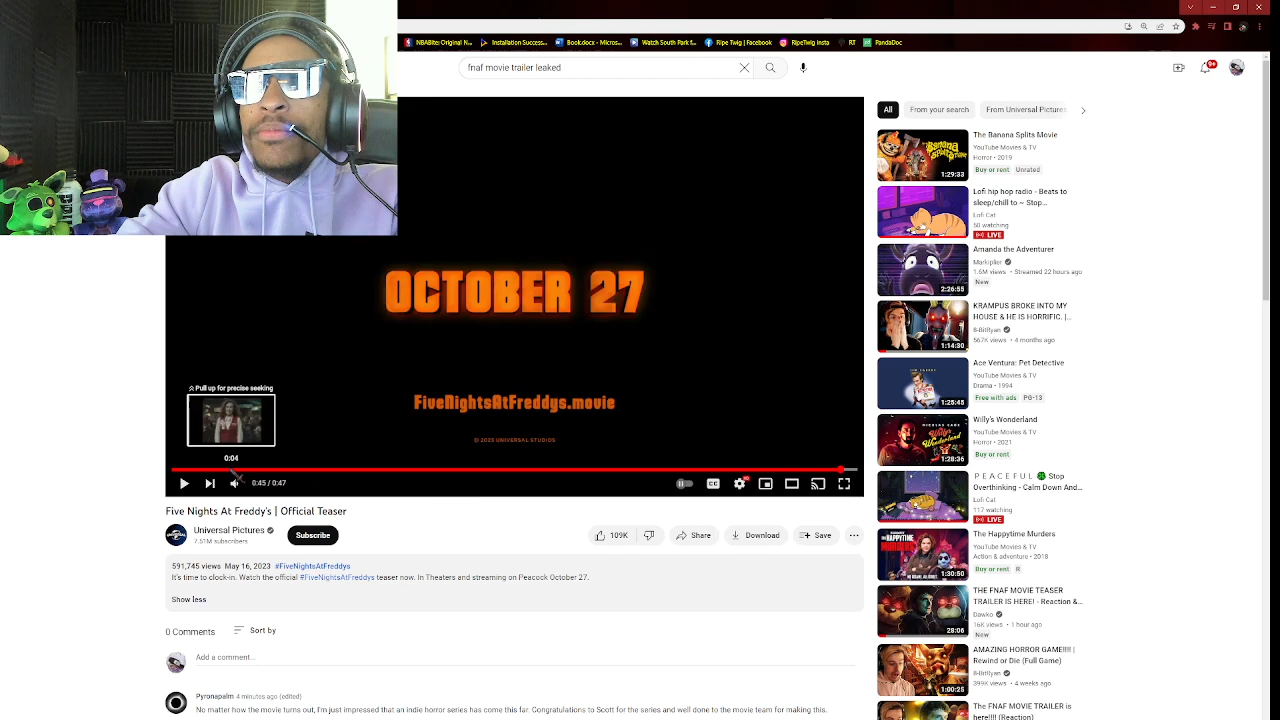 NBABite: Original N...
Installation Success...
Book.docx - Micros...
Watch South Park f...
Ripe Twig | Facebook
RipeTwig Insta
RT
PandaDoc
fnaf movie trailer leaked
9+
OCTOBER 27
FiveNightsAtFreddys.movie
© 2023 UNIVERSAL STUDIOS
Pull up for precise seeking
0:04
0:45 / 0:47
Five Nights At Freddy's | Official Teaser
Universal Pictures
7.51M subscribers
Subscribe
109K
Share
Download
Save
591,745 views May 16, 2023 #FiveNightsAtFreddys
It's time to clock-in. Watch the official #FiveNightsAtFreddys teaser now. In Theaters and streaming on Peacock October 27.
Show less
0 Comments
Sort by
Add a comment...
Pyronapalm 4 minutes ago (edited)
No matter how the movie turns out, I'm just impressed that an indie horror series has come this far. Congratulations to Scott for the series and well done to the movie team for making this.
All
From your search
From Universal Pictures
The Banana Splits Movie
YouTube Movies & TV
Horror • 2019
Buy or rent
Unrated
1:29:33
Lofi hip hop radio - Beats to
sleep/chill to ~ Stop...
Lofi Cat
50 watching
LIVE
Amanda the Adventurer
Markiplier
1.6M views • Streamed 22 hours ago
New
2:26:55
KRAMPUS BROKE INTO MY
HOUSE & HE IS HORRIFIC. |...
8-BitRyan
567K views • 4 months ago
1:14:30
Ace Ventura: Pet Detective
YouTube Movies & TV
Drama • 1994
Free with ads
PG-13
1:25:45
Willy's Wonderland
YouTube Movies & TV
Horror • 2021
Buy or rent
1:28:36
P E A C E F U L Stop
Overthinking - Calm Down And...
Lofi Cat
117 watching
LIVE
The Happytime Murders
YouTube Movies & TV
Action & adventure • 2018
Buy or rent
R
1:30:50
THE FNAF MOVIE TEASER
TRAILER IS HERE! - Reaction &...
Dawko
16K views • 1 hour ago
New
28:06
AMAZING HORROR GAME!!!! |
Rewind or Die (Full Game)
8-BitRyan
399K views • 4 weeks ago
1:00:25
The FNAF MOVIE TRAILER is
here!!!! (Reaction)